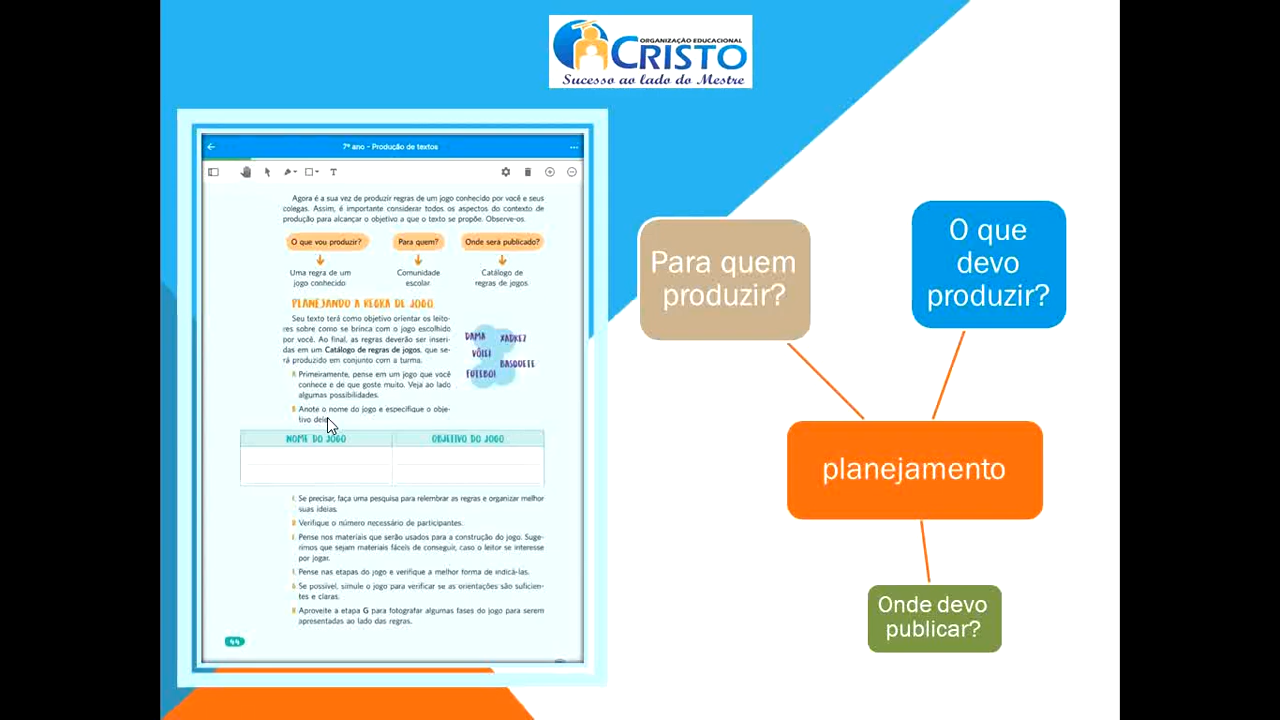 ORGANIZAÇÃO EDUCACIONAL
CRISTO
Sucesso ao lado do Mestre
7º ano - Produção de textos
Agora é a sua vez de produzir regras de um jogo conhecido por você e seus
colegas. Assim, é importante considerar todos os aspectos do contexto de
produção para alcançar o objetivo a que o texto se propõe. Observe-os.
O que vou produzir?
Para quem?
Onde será publicado?
Uma regra de um
jogo conhecido
Comunidade
escolar.
Catálogo de
regras de jogos.
PLANEJANDO A REGRA DE JOGO
Seu texto terá como objetivo orientar os leito-
res sobre como se brinca com o jogo escolhido
por você. Ao final, as regras deverão ser inseri-
das em um Catálogo de regras de jogos, que se-
rá produzido em conjunto com a turma.
DAMA
XADREZ
VÔLEI
BASQUETE
FUTEBOL
A Primeiramente, pense em um jogo que você
conhece e de que goste muito. Veja ao lado
algumas possibilidades.
B Anote o nome do jogo e especifique o obje-
tivo dele.
NOME DO JOGO
OBJETIVO DO JOGO
Se precisar, faça uma pesquisa para relembrar as regras e organizar melhor
suas ideias.
Verifique o número necessário de participantes.
Pense nos materiais que serão usados para a construção do jogo. Suge-
rimos que sejam materiais fáceis de conseguir, caso o leitor se interesse
por jogar.
Pense nas etapas do jogo e verifique a melhor forma de indicá-las.
Se possível, simule o jogo para verificar se as orientações são suficien-
tes e claras.
Aproveite a etapa G para fotografar algumas fases do jogo para serem
apresentadas ao lado das regras.
44
Para quem
produzir?
O que
devo
produzir?
planejamento
Onde devo
publicar?